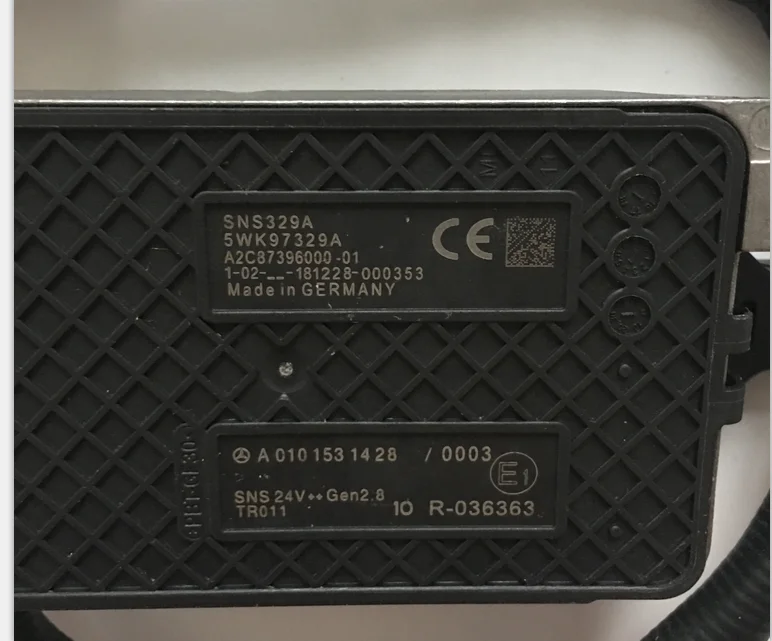 M 11
SNS329A
5WK97329A
A2C87396000-01
1-02-__-181228-000353
Made in GERMANY
CE
A 010 153 14 28 / 0003
E1
SNS 24V ** Gen2.8
TR011
10 R-036363